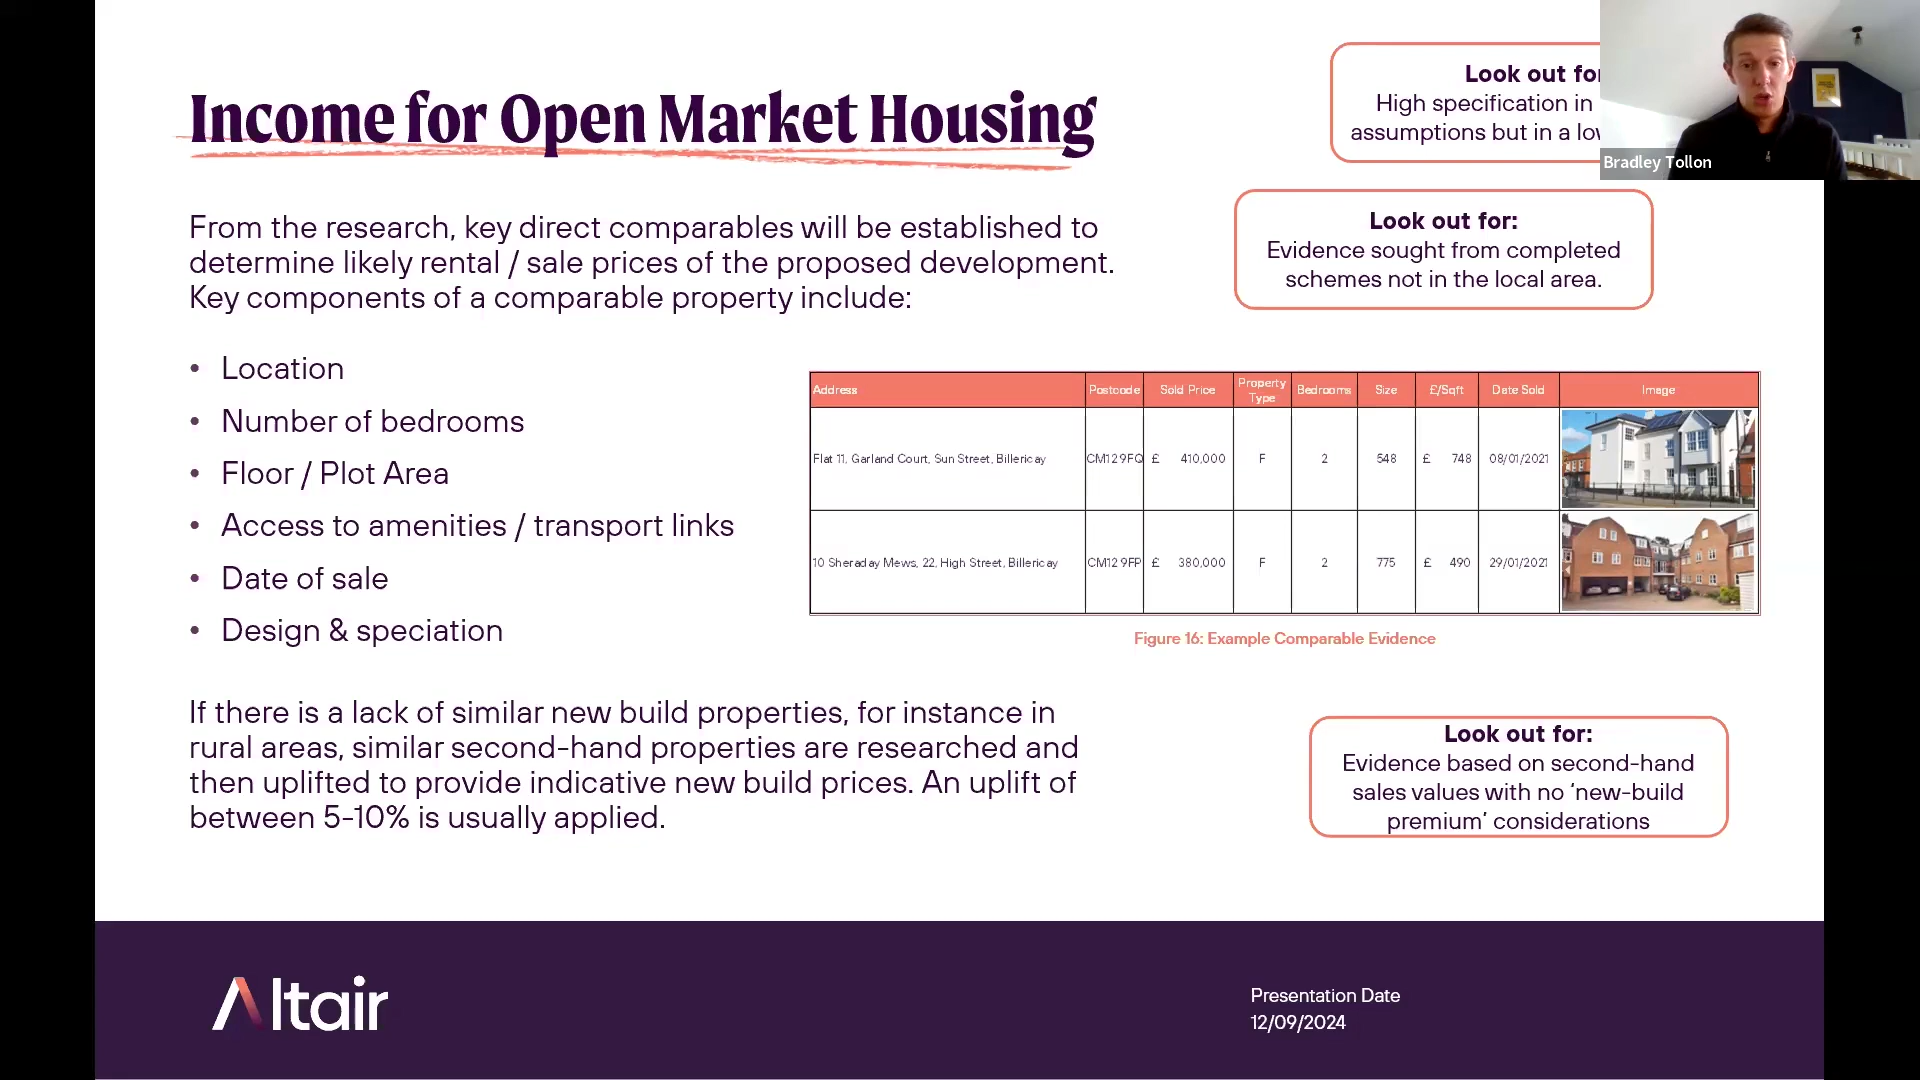 Income for Open Market Housing
Look out for
High specification in
assumptions but in a lo
Bradley Tollon
Look out for:
Evidence sought from completed
schemes not in the local area.
From the research, key direct comparables will be established to
determine likely rental / sale prices of the proposed development.
Key components of a comparable property include:
• Location
• Number of bedrooms
• Floor / Plot Area
• Access to amenities / transport links
• Date of sale
• Design & speciation
Address Postcode Sold Price Property Type Bedrooms Size £/Sqft Date Sold Image
Flat 11, Garland Court, Sun Street, Billericay CM12 9FQ £ 410,000 F 2 548 £ 748 08/01/2021
10 Sheraday Mews, 22, High Street, Billericay CM12 9FP £ 380,000 F 2 775 £ 490 29/01/2021
Figure 16: Example Comparable Evidence
If there is a lack of similar new build properties, for instance in
rural areas, similar second-hand properties are researched and
then uplifted to provide indicative new build prices. An uplift of
between 5-10% is usually applied.
Look out for:
Evidence based on second-hand
sales values with no ‘new-build
premium’ considerations
Altair
Presentation Date
12/09/2024